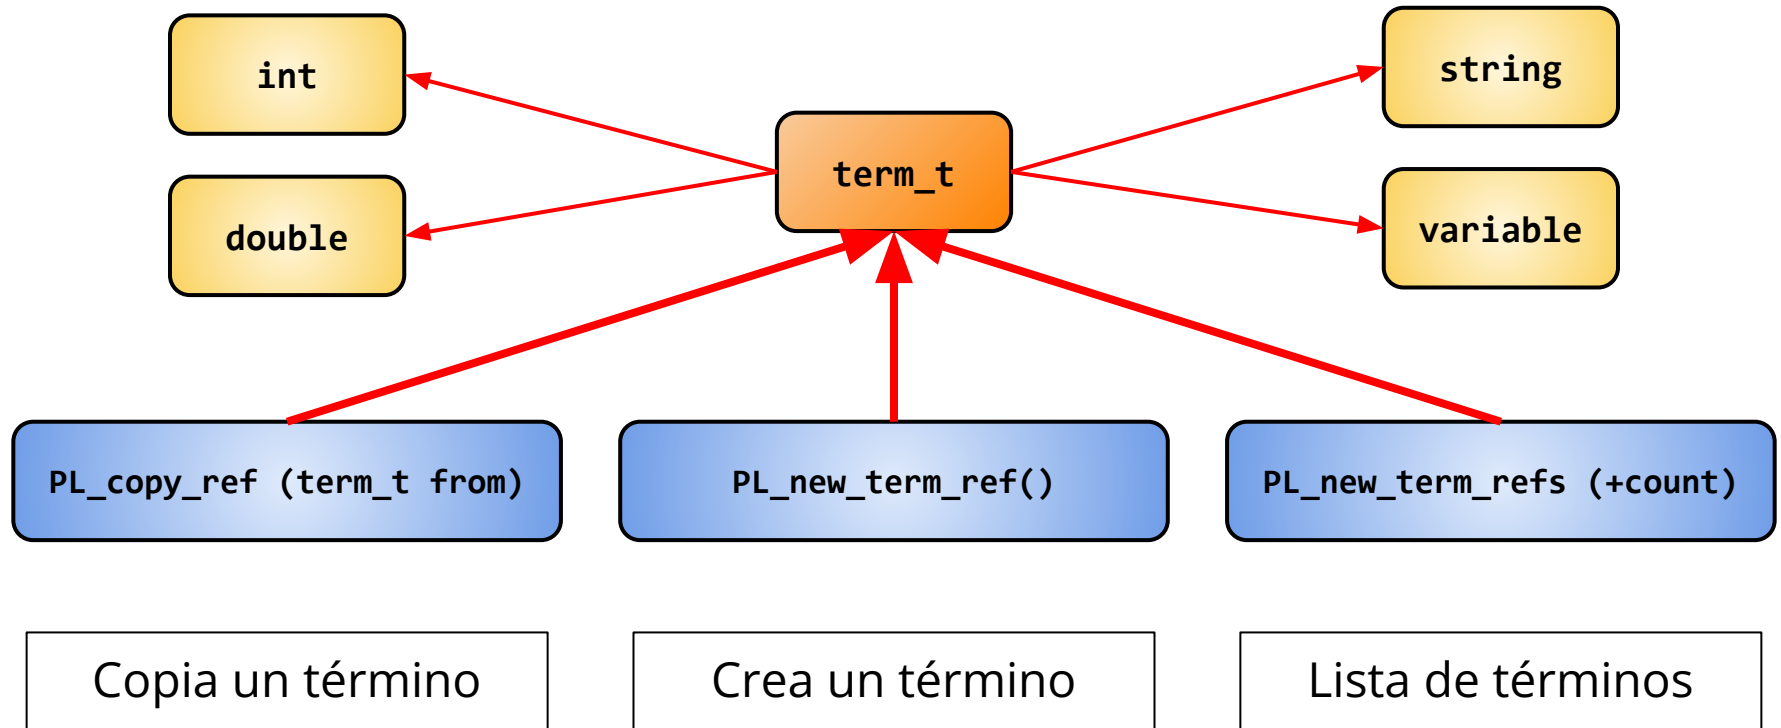 int
string
term_t
double
variable
PL_copy_ref (term_t from)
PL_new_term_ref()
PL_new_term_refs (+count)
Copia un término
Crea un término
Lista de términos